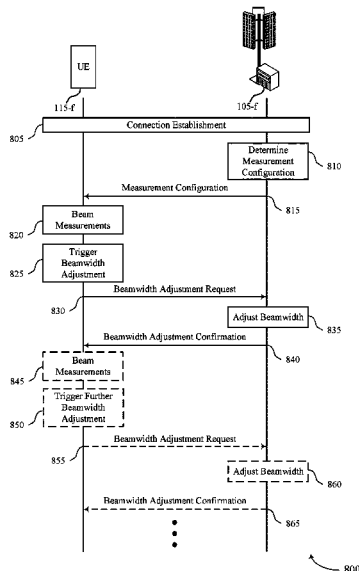 UE
115-f
105-f
805
Connection Establishment
Determine
Measurement
Configuration
810
Measurement Configuration
815
820
Beam
Measurements
825
Trigger
Beamwidth
Adjustment
Beamwidth Adjustment Request
830
Adjust Beamwidth
835
Beamwidth Adjustment Confirmation
840
845
Beam
Measurements
850
Trigger Further
Beamwidth
Adjustment
Beamwidth Adjustment Request
855
Adjust Beamwidth
860
Beamwidth Adjustment Confirmation
865
800